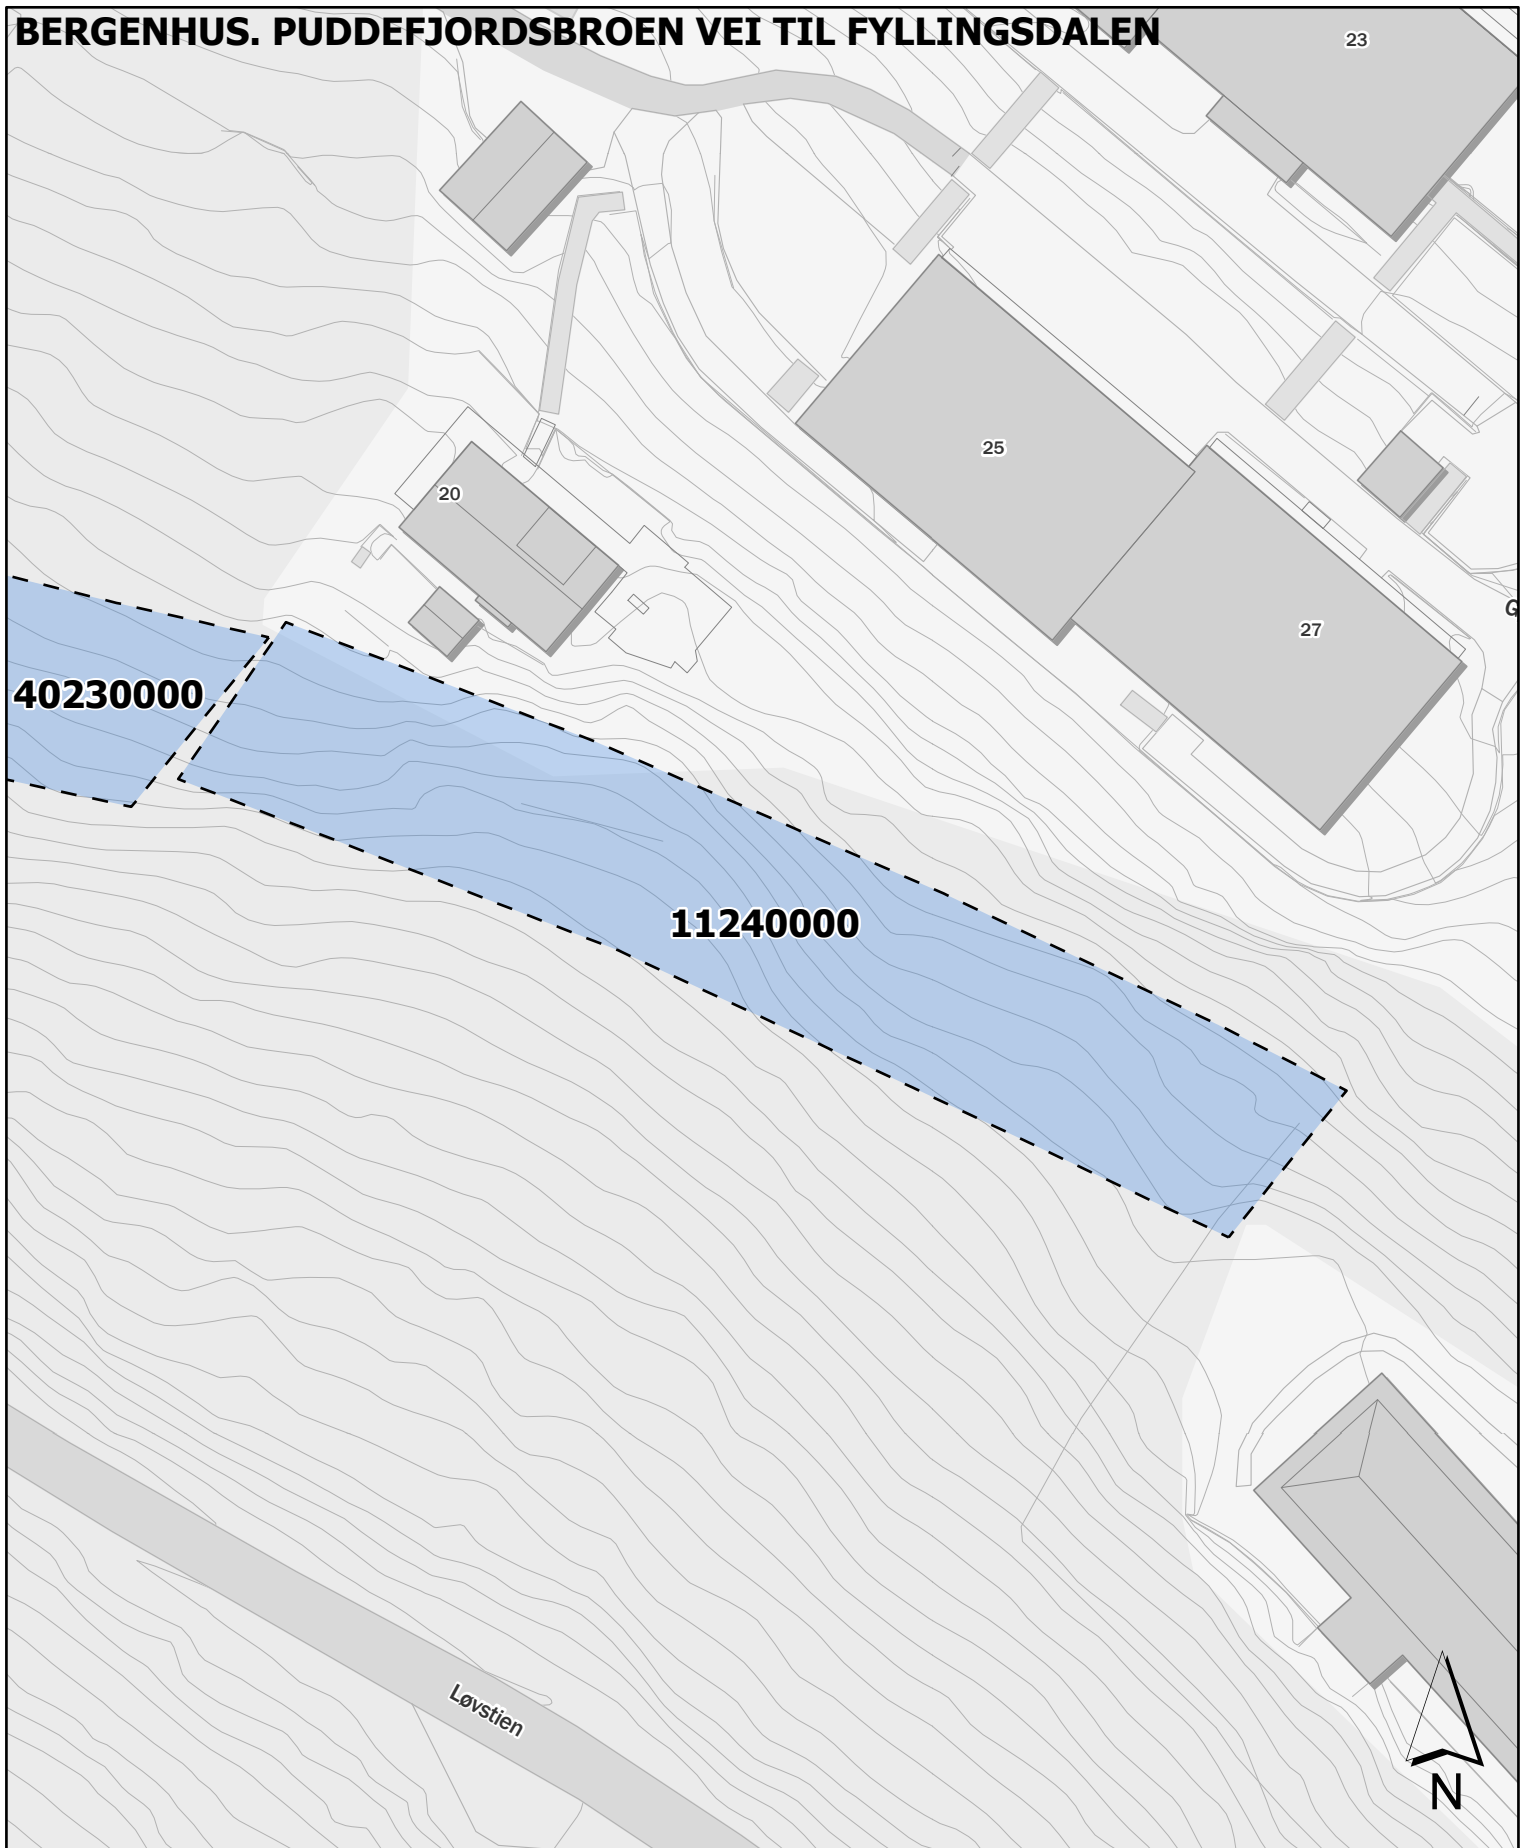 BERGENHUS. PUDDEFJORDSBROEN VEI TIL FYLLINGSDALEN
23
25
20
G
27
40230000
11240000
Løvstien
N